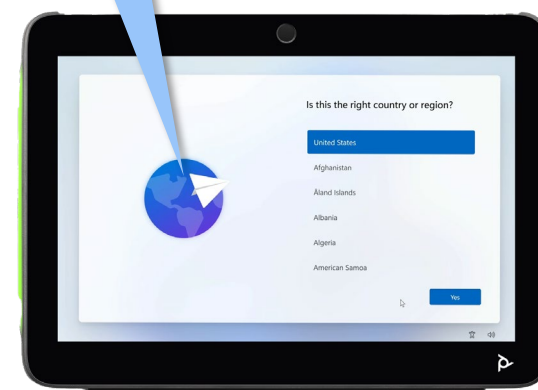 Is this the right country or region?
United States
Afghanistan
Åland Islands
Albania
Algeria
American Samoa
Yes